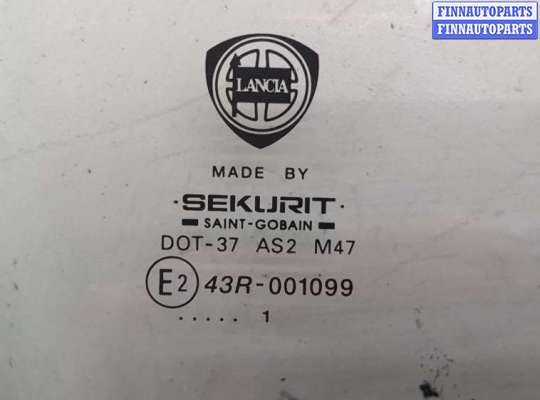 FINNAUTOPARTS
FINNAUTOPARTS
LANCIA
MADE BY
·SEKURIT·
SAINT-GOBAIN
DOT-37 AS2 M47
E2 43R-001099
..... 1